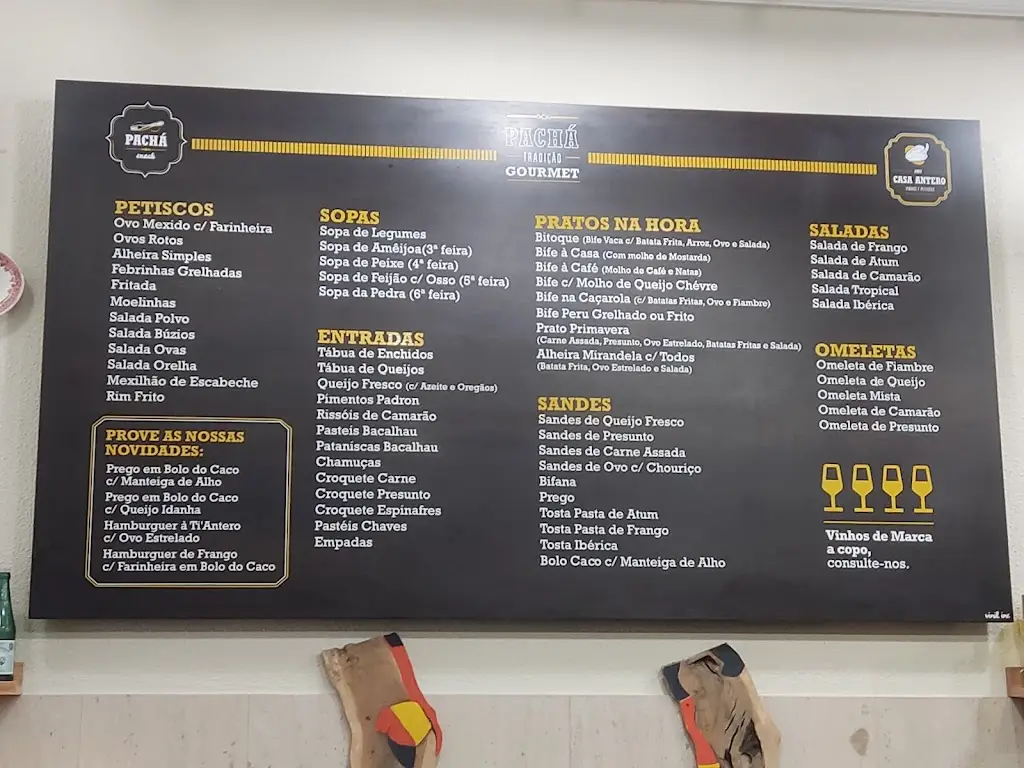 PACHÁ
snack
PACHÁ
TRADIÇÃO
GOURMET
CASA ANTERO
PETISCOS
Ovo Mexido c/ Farinheira
Ovos Rotos
Alheira Simples
Febrinhas Grelhadas
Fritada
Moelinhas
Salada Polvo
Salada Búzios
Salada Ovas
Salada Orelha
Mexilhão de Escabeche
Rim Frito
PROVE AS NOSSAS
NOVIDADES:
Prego em Bolo do Caco
c/ Manteiga de Alho
Prego em Bolo do Caco
c/ Queijo Idanha
Hamburguer à Ti'Antero
c/ Ovo Estrelado
Hamburguer de Frango
c/ Farinheira em Bolo do Caco
SOPAS
Sopa de Legumes
Sopa de Amêijoa(3ª feira)
Sopa de Peixe (4ª feira)
Sopa de Feijão c/ Osso (5ª feira)
Sopa da Pedra (6ª feira)
ENTRADAS
Tábua de Enchidos
Tábua de Queijos
Queijo Fresco (c/ Azeite e Oregãos)
Pimentos Padron
Rissóis de Camarão
Pasteis Bacalhau
Pataniscas Bacalhau
Chamuças
Croquete Carne
Croquete Presunto
Croquete Espinafres
Pastéis Chaves
Empadas
PRATOS NA HORA
Bitoque (Bife Vaca c/ Batata Frita, Arroz, Ovo e Salada)
Bife à Casa (Com molho de Mostarda)
Bife à Café (Molho de Café e Natas)
Bife c/ Molho de Queijo Chévre
Bife na Caçarola (c/ Batatas Fritas, Ovo e Fiambre)
Bife Peru Grelhado ou Frito
Prato Primavera
(Carne Assada, Presunto, Ovo Estrelado, Batatas Fritas e Salada)
Alheira Mirandela c/ Todos
(Batata Frita, Ovo Estrelado e Salada)
SANDES
Sandes de Queijo Fresco
Sandes de Presunto
Sandes de Carne Assada
Sandes de Ovo c/ Chouriço
Bifana
Prego
Tosta Pasta de Atum
Tosta Pasta de Frango
Tosta Ibérica
Bolo Caco c/ Manteiga de Alho
SALADAS
Salada de Frango
Salada de Atum
Salada de Camarão
Salada Tropical
Salada Ibérica
OMELETAS
Omeleta de Fiambre
Omeleta de Queijo
Omeleta Mista
Omeleta de Camarão
Omeleta de Presunto
Vinhos de Marca
a copo,
consulte-nos.